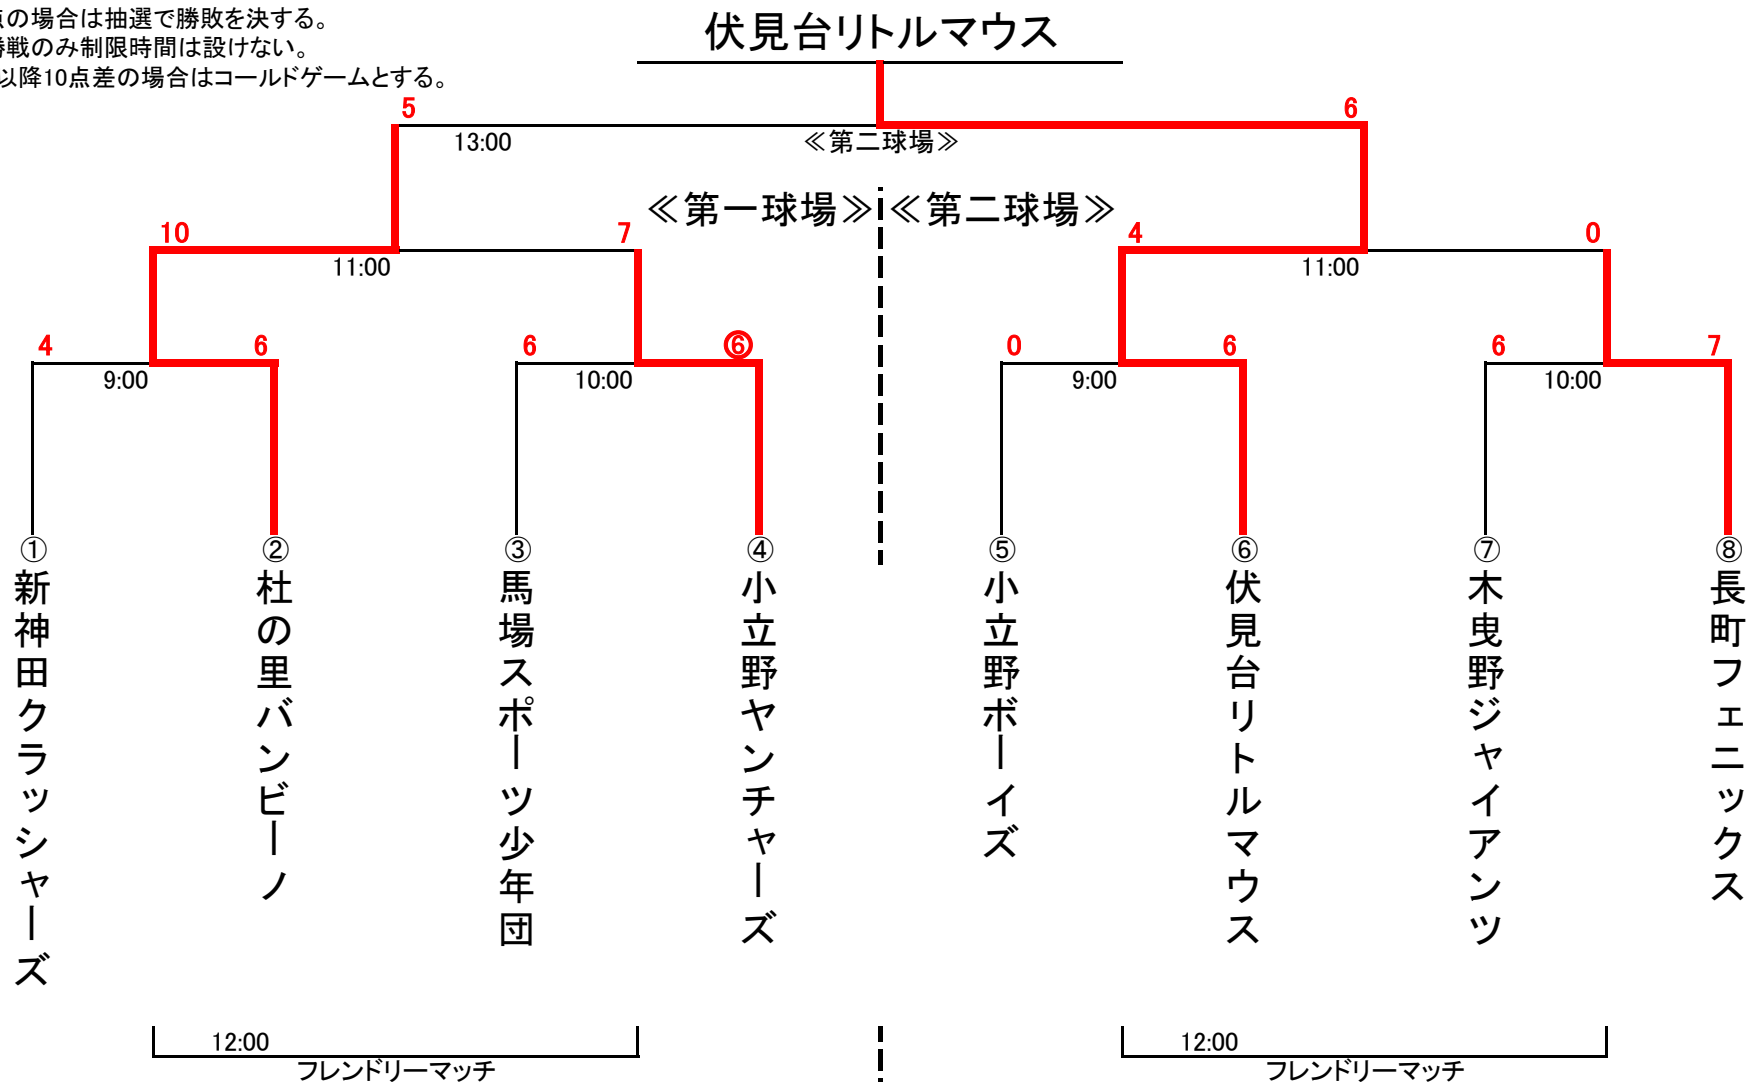 点の場合は抽選で勝敗を決する。
勝戦のみ制限時間は設けない。
以降10点差の場合はコールドゲームとする。
伏見台リトルマウス
5
6
13:00
≪第二球場≫
≪第一球場≫
≪第二球場≫
10
7
4
0
11:00
11:00
4
6
6
⑥
0
6
6
7
9:00
10:00
9:00
10:00
①新神田クラッシャーズ
②杜の里バンビーノ
③馬場スポーツ少年団
④小立野ヤンチャーズ
⑤小立野ボーイズ
⑥伏見台リトルマウス
⑦木曳野ジャイアンツ
⑧長町フェニックス
12:00
フレンドリーマッチ
12:00
フレンドリーマッチ